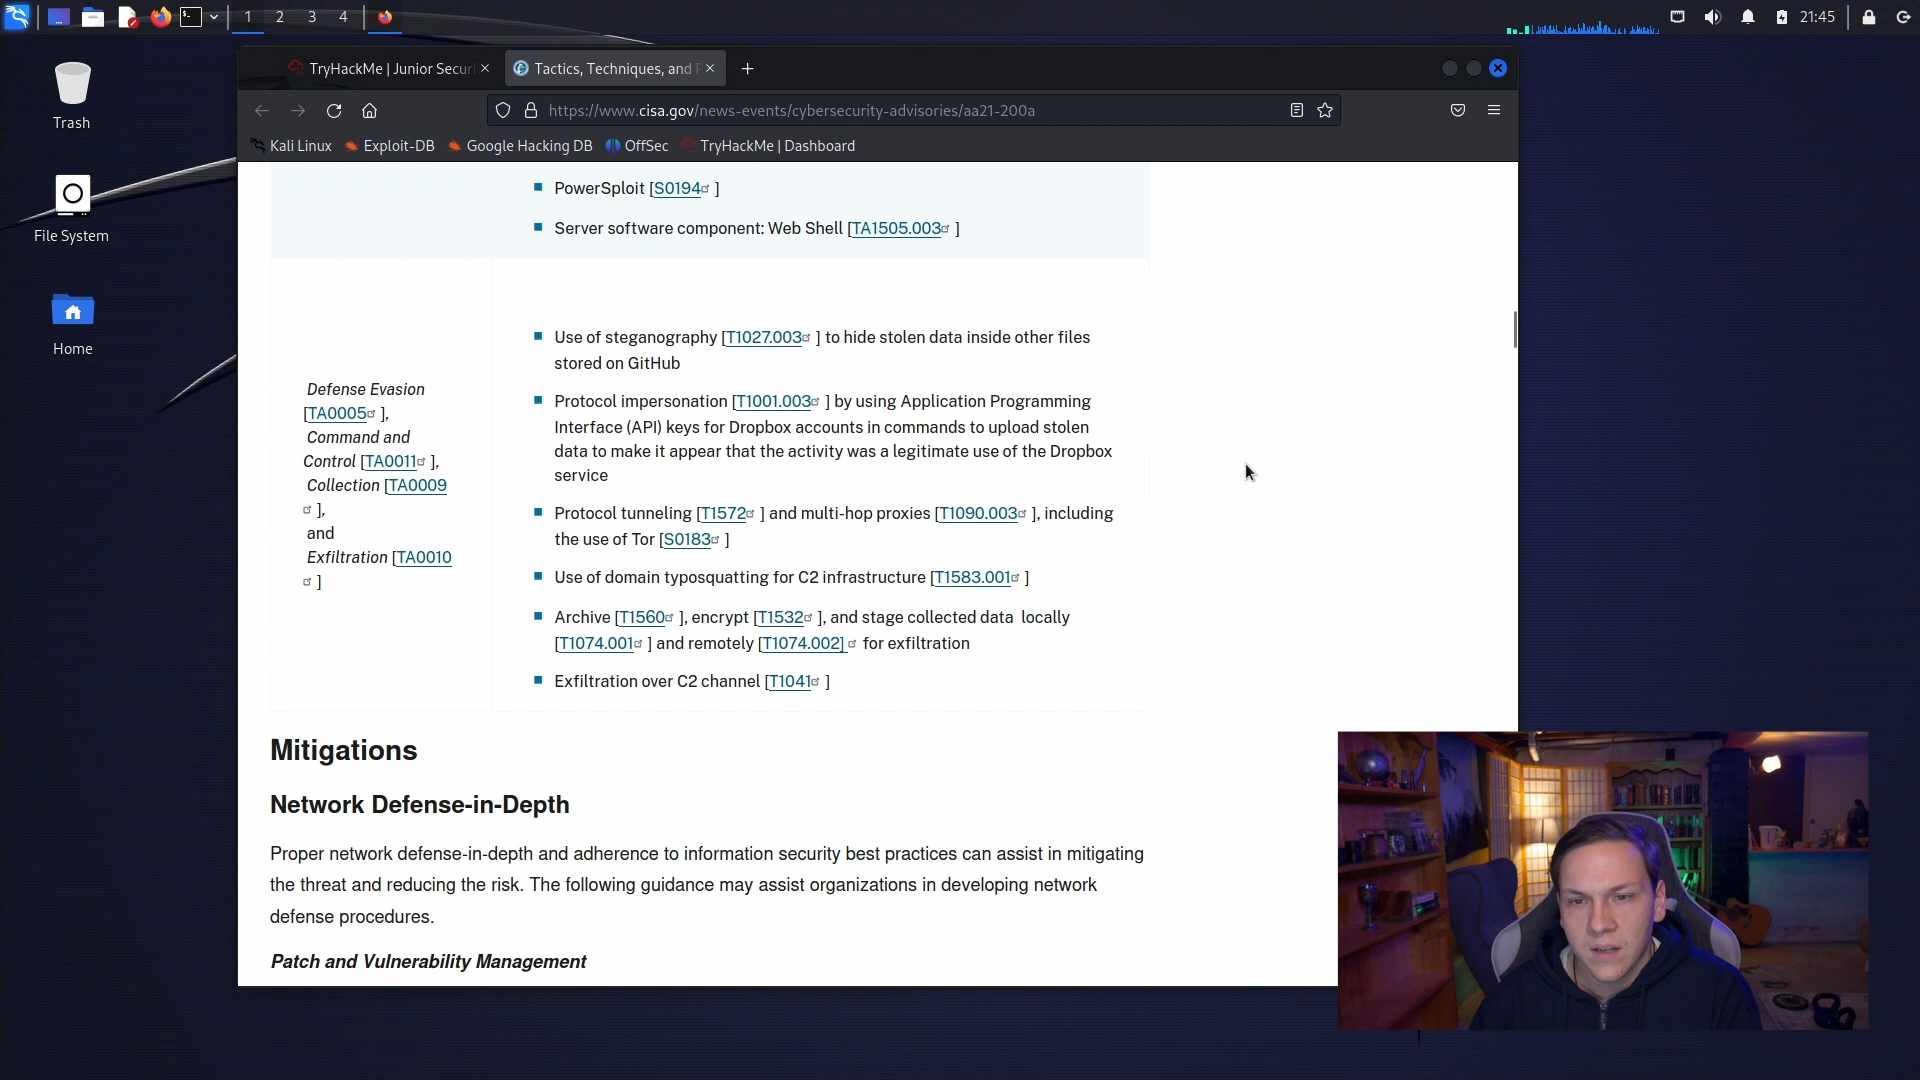 1 2 3 4
21:45
Trash
File System
Home
TryHackMe | Junior Secur
Tactics, Techniques, and P
https://www.cisa.gov/news-events/cybersecurity-advisories/aa21-200a
Kali Linux Exploit-DB Google Hacking DB OffSec TryHackMe | Dashboard
PowerSploit [S0194 ]
Server software component: Web Shell [TA1505.003 ]
Defense Evasion
[TA0005 ],
Command and
Control [TA0011 ],
Collection [TA0009
],
and
Exfiltration [TA0010
]
Use of steganography [T1027.003 ] to hide stolen data inside other files
stored on GitHub
Protocol impersonation [T1001.003 ] by using Application Programming
Interface (API) keys for Dropbox accounts in commands to upload stolen
data to make it appear that the activity was a legitimate use of the Dropbox
service
Protocol tunneling [T1572 ] and multi-hop proxies [T1090.003 ], including
the use of Tor [S0183 ]
Use of domain typosquatting for C2 infrastructure [T1583.001 ]
Archive [T1560 ], encrypt [T1532 ], and stage collected data locally
[T1074.001 ] and remotely [T1074.002] for exfiltration
Exfiltration over C2 channel [T1041 ]
Mitigations
Network Defense-in-Depth
Proper network defense-in-depth and adherence to information security best practices can assist in mitigating
the threat and reducing the risk. The following guidance may assist organizations in developing network
defense procedures.
Patch and Vulnerability Management